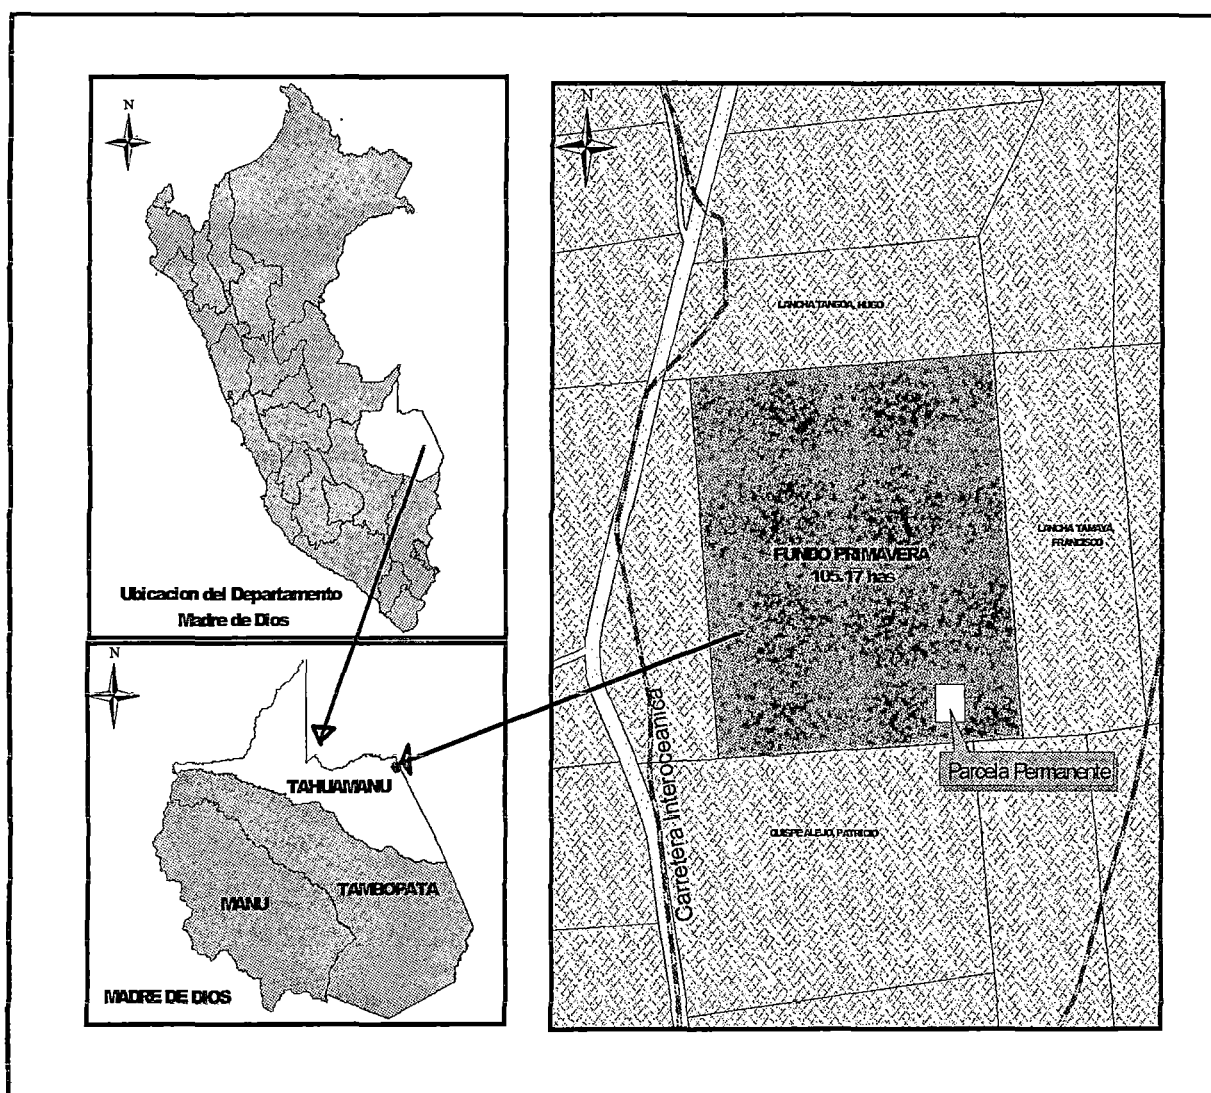 N
Ubicacion del Departamento
Madre de Dios
N
TAHUAMANU
TAMBOPATA
MANU
MADRE DE DIOS
N
LANCHA TANGOA, HUGO
LANCHA TAMAYA,
FRANCISCO
FUNDO PRIMAVERA
105.17 has
Parcela Permanente
QUISPE ALEJO, PATRICIO
Carretera Interoceanica